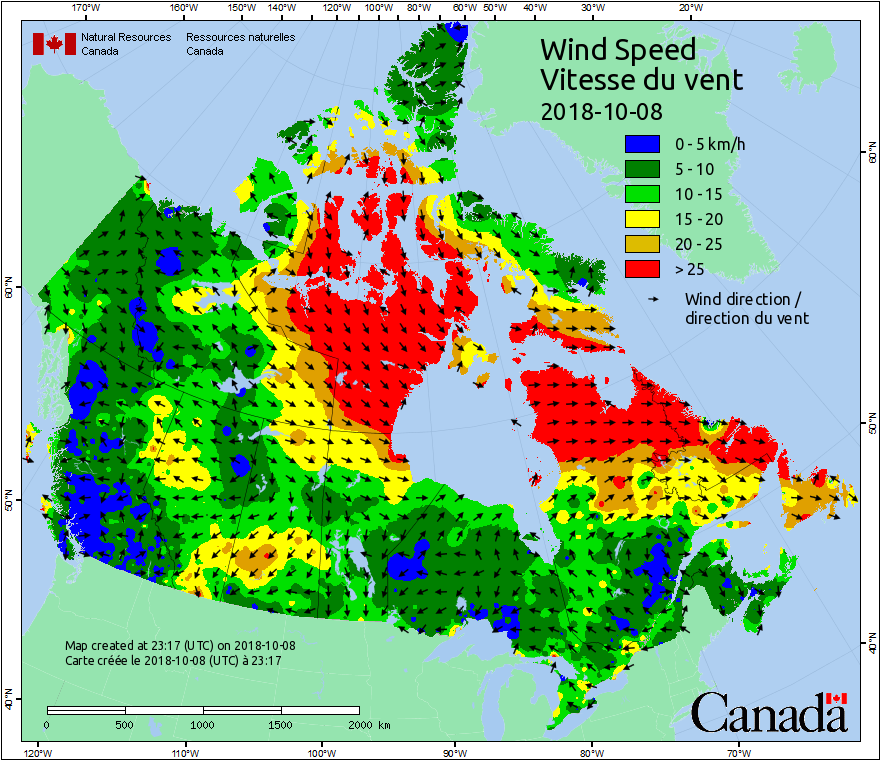 170°W 160°W 150°W 140°W 130°W 120°W 110°W 100°W 90°W 80°W 70°W 60°W 50°W 40°W 30°W 20°W
Natural Resources Ressources naturelles
Canada Canada
Wind Speed
Vitesse du vent
2018-10-08
0 - 5 km/h
5 - 10
10 - 15
15 - 20
20 - 25
> 25
Wind direction /
direction du vent
60°N 60°N
50°N 50°N
40°N 40°N
Map created at 23:17 (UTC) on 2018-10-08
Carte créée le 2018-10-08 (UTC) à 23:17
0 500 1000 1500 2000 km
Canada
120°W 110°W 100°W 90°W 80°W 70°W